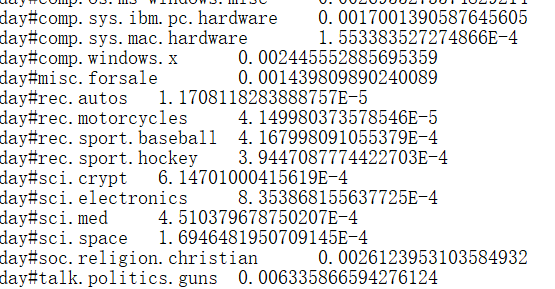 day#comp.sys.ibm.pc.hardware 0.0017001390587645605
day#comp.sys.mac.hardware 1.553383527274866E-4
day#comp.windows.x 0.002445552885695359
day#misc.forsale 0.001439809890240089
day#rec.autos 1.1708118283888757E-5
day#rec.motorcycles 4.149980373578546E-5
day#rec.sport.baseball 4.167998091055379E-4
day#rec.sport.hockey 3.9447087774422703E-4
day#sci.crypt 6.14701000415619E-4
day#sci.electronics 8.353868155637725E-4
day#sci.med 4.510379678750207E-4
day#sci.space 1.6946481950709145E-4
day#soc.religion.christian 0.0026123953103584932
day#talk.politics.guns 0.006335866594276124